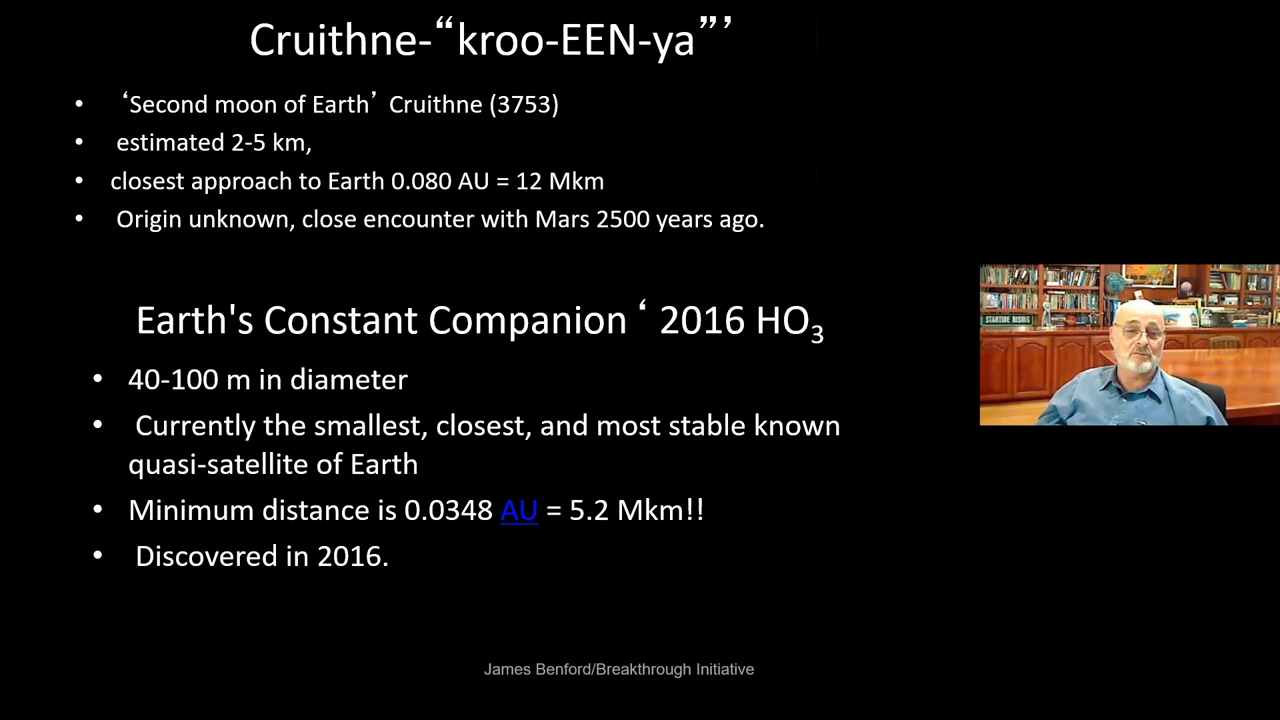 Cruithne-“kroo-EEN-ya”’
• ‘Second moon of Earth’ Cruithne (3753)
• estimated 2-5 km,
• closest approach to Earth 0.080 AU = 12 Mkm
• Origin unknown, close encounter with Mars 2500 years ago.
Earth's Constant Companion ‘ 2016 HO₃
• 40-100 m in diameter
• Currently the smallest, closest, and most stable known
quasi-satellite of Earth
• Minimum distance is 0.0348 AU = 5.2 Mkm!!
• Discovered in 2016.
STARTIDE RISING
James Benford/Breakthrough Initiative